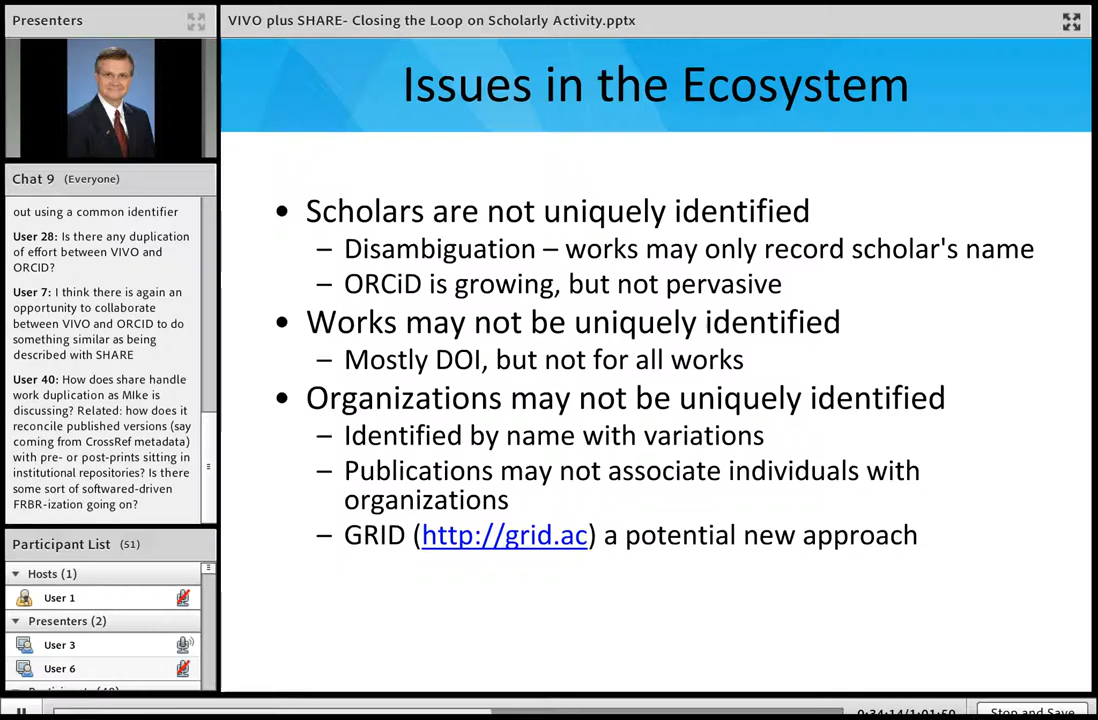 Presenters
VIVO plus SHARE- Closing the Loop on Scholarly Activity.pptx
Chat 9 (Everyone)
out using a common identifier
User 28: Is there any duplication
of effort between VIVO and
ORCID?
User 7: I think there is again an
opportunity to collaborate
between VIVO and ORCID to do
something similar as being
described with SHARE
User 40: How does share handle
work duplication as MIke is
discussing? Related: how does it
reconcile published versions (say
coming from CrossRef metadata)
with pre- or post-prints sitting in
institutional repositories? Is there
some sort of softwared-driven
FRBR-ization going on?
Participant List (51)
Hosts (1)
User 1
Presenters (2)
User 3
User 6
Issues in the Ecosystem
• Scholars are not uniquely identified
– Disambiguation – works may only record scholar's name
– ORCiD is growing, but not pervasive
• Works may not be uniquely identified
– Mostly DOI, but not for all works
• Organizations may not be uniquely identified
– Identified by name with variations
– Publications may not associate individuals with
organizations
– GRID (http://grid.ac) a potential new approach
0:34:14/1:01:50
Stop and Save